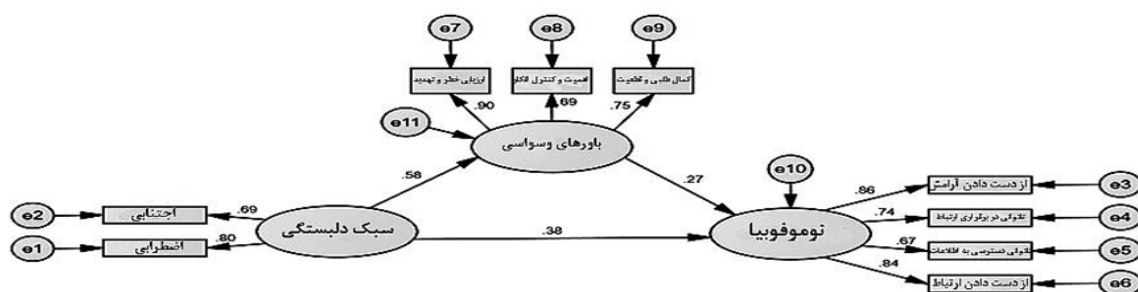 e7 e8 e9
ارزیابی خطر و تهدید اهمیت و کنترل افکار کمال طلبی و قطعیت
.90 .69 .75
e11
باورهای وسواسی
e10
.58 .27
.86 از دست دادن آرامش e3
e2 اجتنابی .69
.74 ناتوانی در برقراری ارتباط e4
سبک دلبستگی .38 نوموفوبیا
e1 اضطرابی .80
.67 ناتوانی دسترسی به اطلاعات e5
.84 از دست دادن ارتباط e6